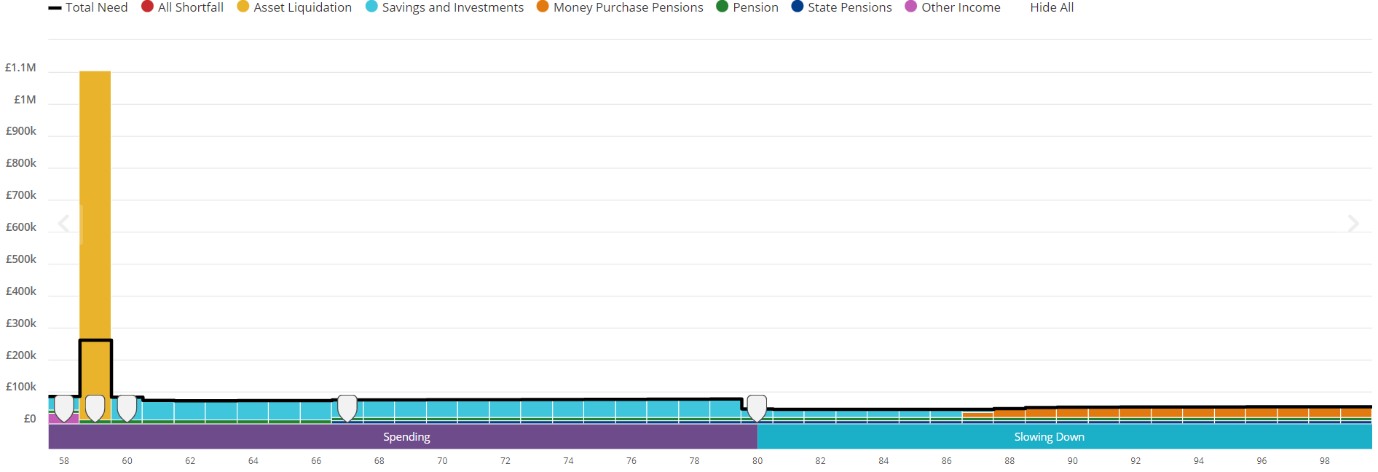 Total Need All Shortfall Asset Liquidation Savings and Investments Money Purchase Pensions Pension State Pensions Other Income Hide All
£1.1M
£1M
£900k
£800k
£700k
£600k
£500k
£400k
£300k
£200k
£100k
£0
Spending Slowing Down
58 60 62 64 66 68 70 72 74 76 78 80 82 84 86 88 90 92 94 96 98